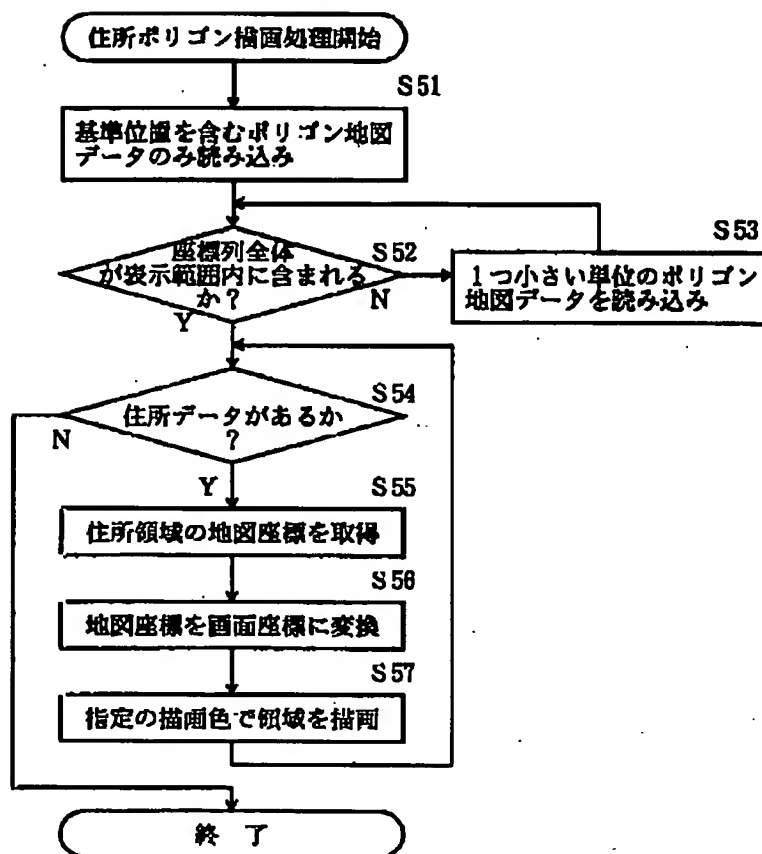 住所ポリゴン描画処理開始
S51
基準位置を含むポリゴン地図
データのみ読み込み
S53
座標列全体
が表示範囲内に含まれる
か？
S52
N
Y
1つ小さい単位のポリゴン
地図データを読み込み
S54
住所データがあるか
？
N
Y
S55
住所領域の地図座標を取得
S56
地図座標を画面座標に変換
S57
指定の描画色で領域を描画
終 了